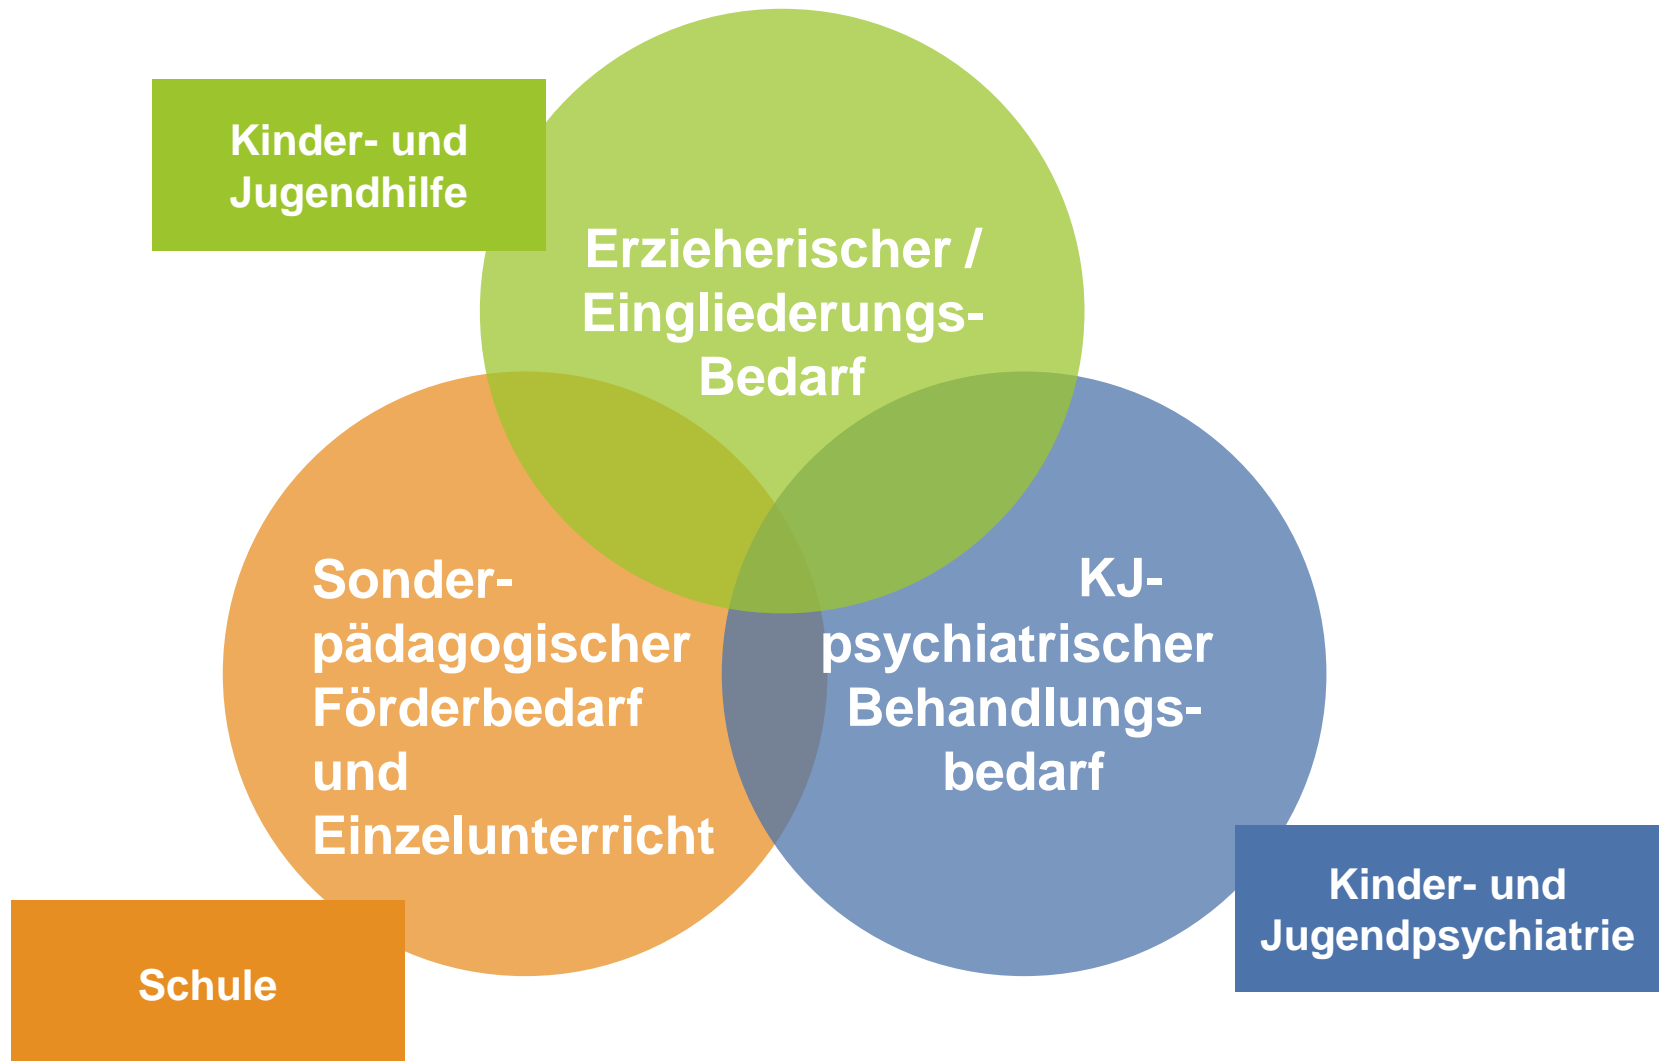 Kinder- und
Jugendhilfe
Erzieherischer /
Eingliederungs-
Bedarf
Sonder-
pädagogischer
Förderbedarf
und
Einzelunterricht
KJ-
psychiatrischer
Behandlungs-
bedarf
Kinder- und
Jugendpsychiatrie
Schule